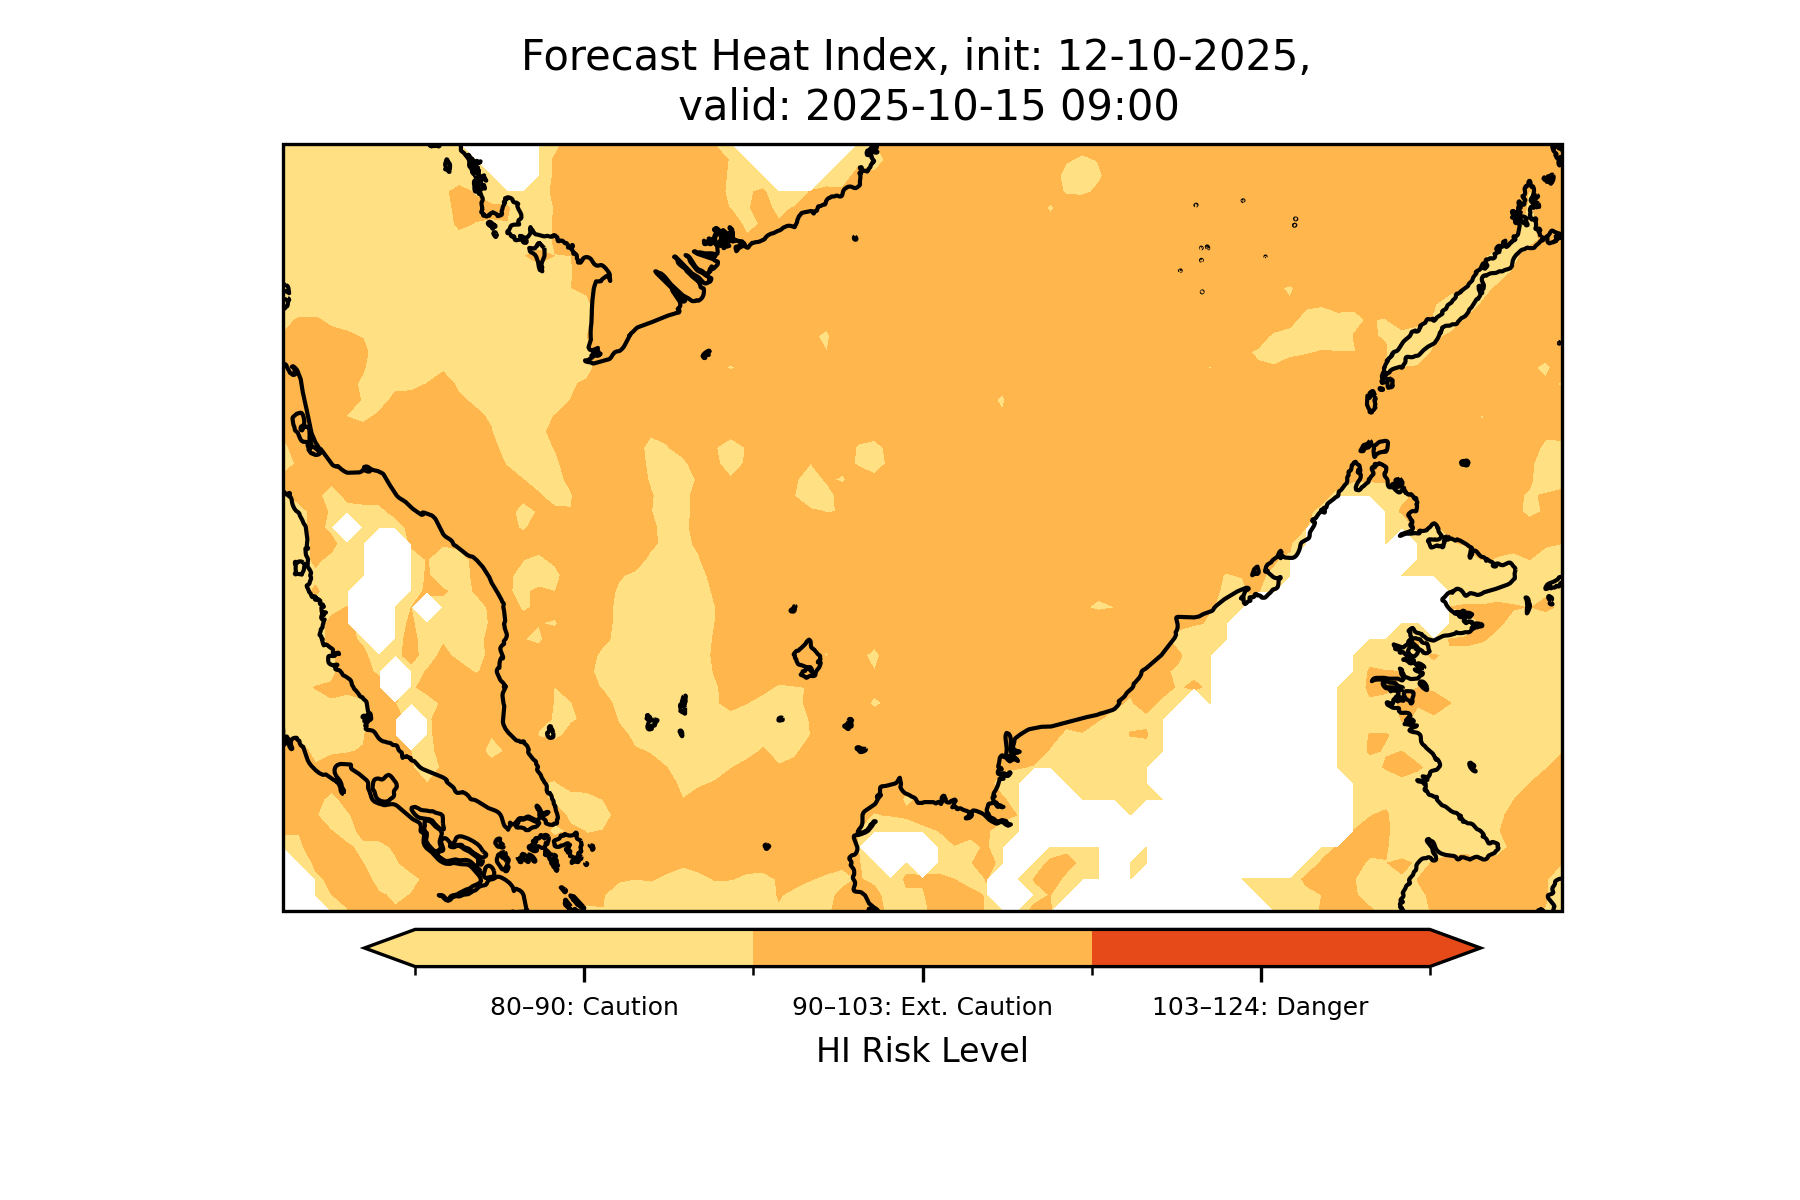 Forecast Heat Index, init: 12-10-2025,
valid: 2025-10-15 09:00
80–90: Caution
90–103: Ext. Caution
103–124: Danger
HI Risk Level